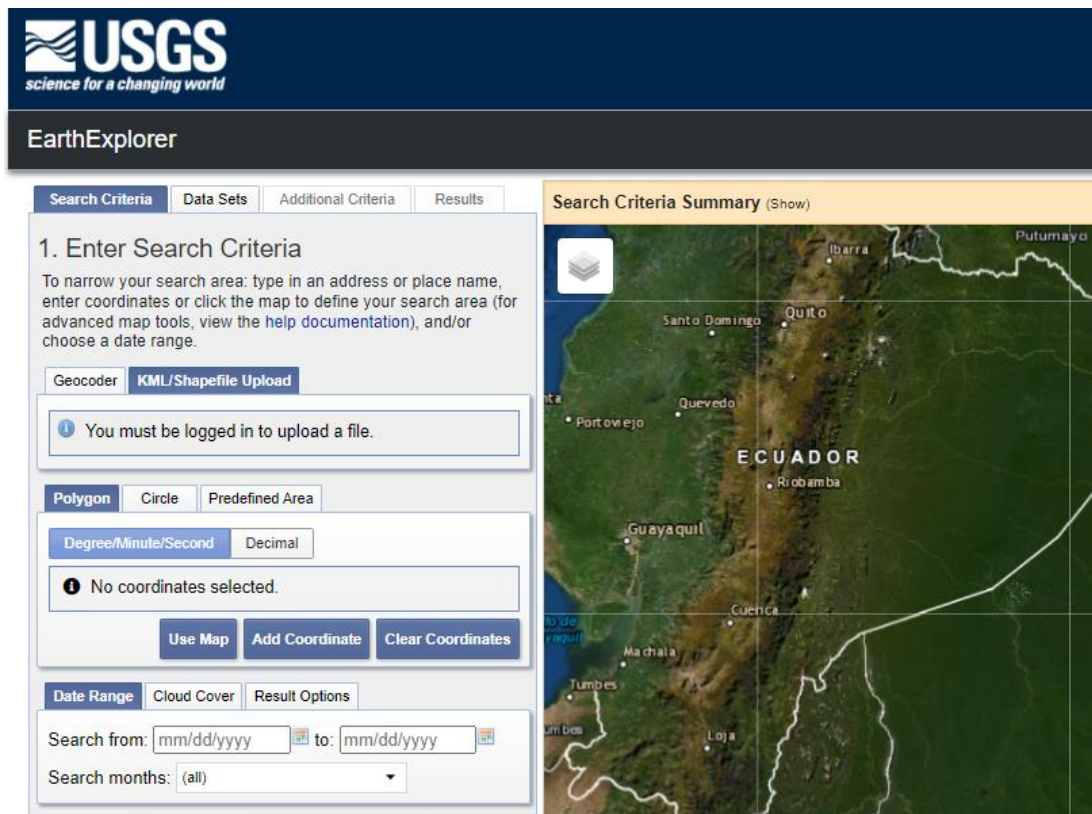 USGS
science for a changing world
EarthExplorer
Search Criteria Data Sets Additional Criteria Results
1. Enter Search Criteria
To narrow your search area: type in an address or place name,
enter coordinates or click the map to define your search area (for
advanced map tools, view the help documentation), and/or
choose a date range.
Geocoder KML/Shapefile Upload
You must be logged in to upload a file.
Polygon Circle Predefined Area
Degree/Minute/Second Decimal
No coordinates selected.
Use Map Add Coordinate Clear Coordinates
Date Range Cloud Cover Result Options
Search from: mm/dd/yyyy to: mm/dd/yyyy
Search months: (all)
Search Criteria Summary (Show)
Putumayo
Ibarra
Quito
Santo Domingo
Quevedo
Portoviejo
ECUADOR
Riobamba
Guayaquil
Cuenca
Machala
Tumbes
Loja